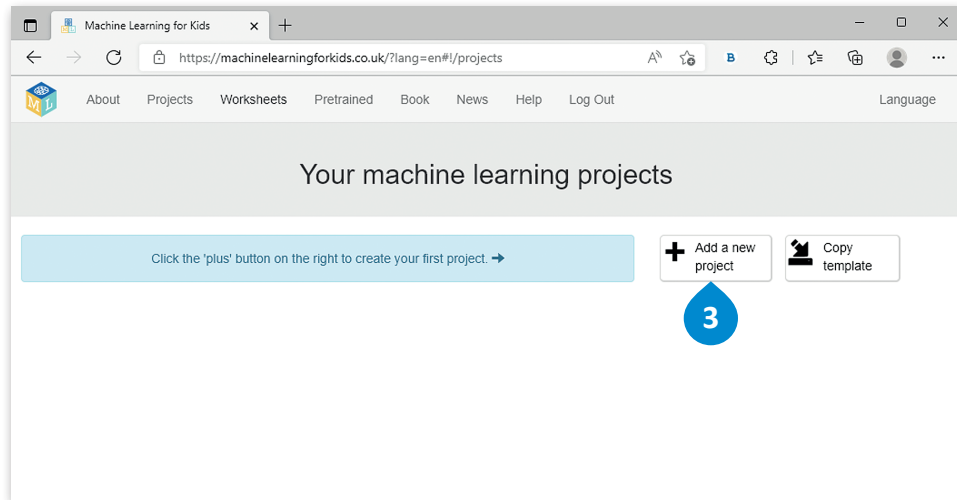 Machine Learning for Kids
https://machinelearningforkids.co.uk/?lang=en#!/projects
A
B
M L
About Projects Worksheets Pretrained Book News Help Log Out Language
Your machine learning projects
Click the 'plus' button on the right to create your first project.
Add a new
project
Copy
template
3